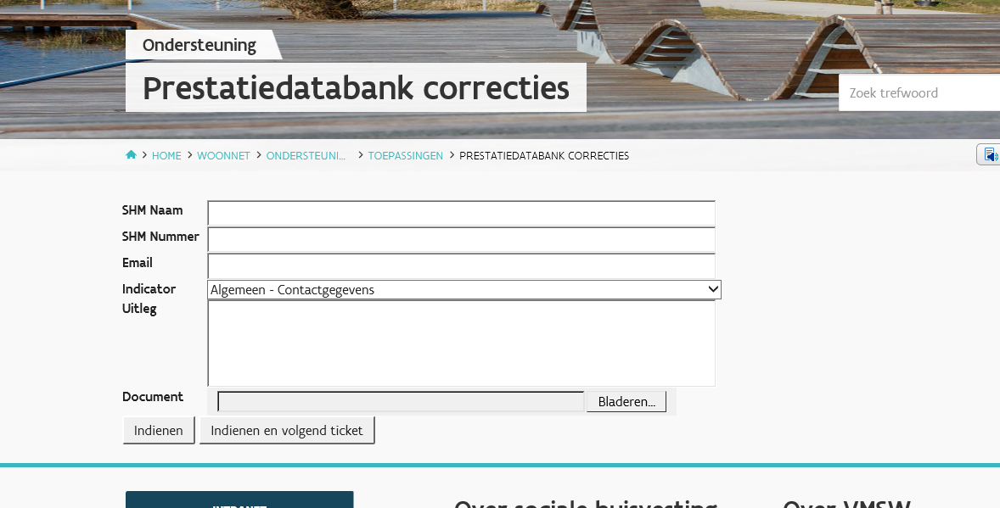 Ondersteuning
Prestatiedatabank correcties
Zoek trefwoord
HOME WOONNET ONDERSTEUNI... TOEPASSINGEN PRESTATIEDATABANK CORRECTIES
SHM Naam
SHM Nummer
Email
Indicator Algemeen - Contactgegevens
Uitleg
Document Bladeren...
Indienen Indienen en volgend ticket
INTRANET Over sociale huisvesting Over VMSW